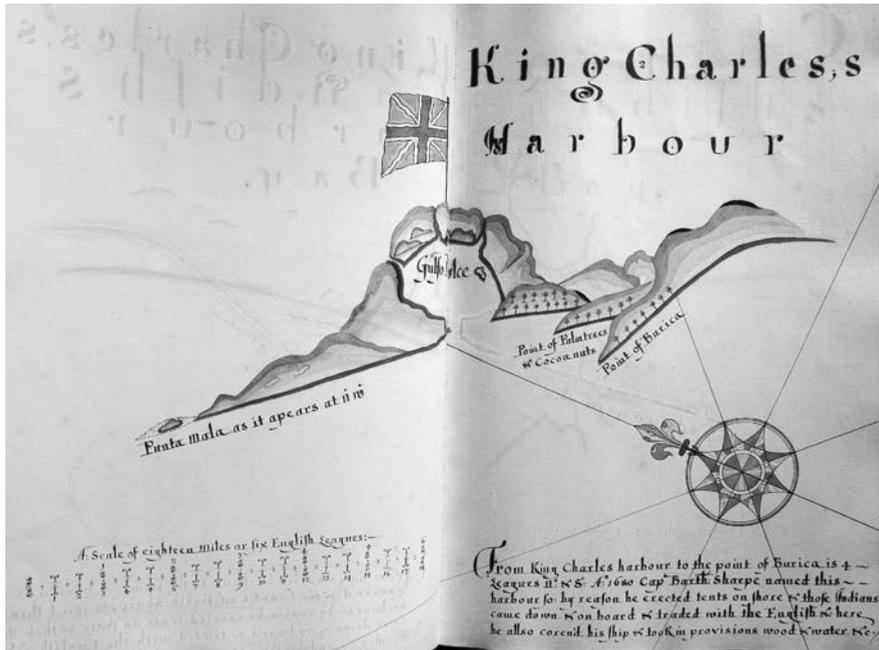 King Charles,s
Harbour
Gulfo
Point of Palmtrees
& Cocoanuts
Point of Burica
Punta Mala as it apears at
A Scale of eighteen miles or six English Leagues:—
From King Charles harbour to the point of Burica is 4
Leagues N. & S. A.º 1680 Capt Barth: Sharpe named this
harbour so: by reason he erected tents on shore & those Indians
came down & on board & traded with the English & here
he allso his ship & took in provisions wood & water &c.